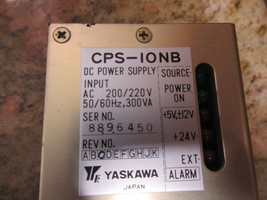 CPS-10NB
DC POWER SUPPLY
INPUT
AC 200/220V
50/60Hz,300VA
SER NO.
8896450
REV NO.
ABCDEFGHJK
YASKAWA
JAPAN
SOURCE
POWER
ON
+5V,±12V
+24V
EXT
ALARM